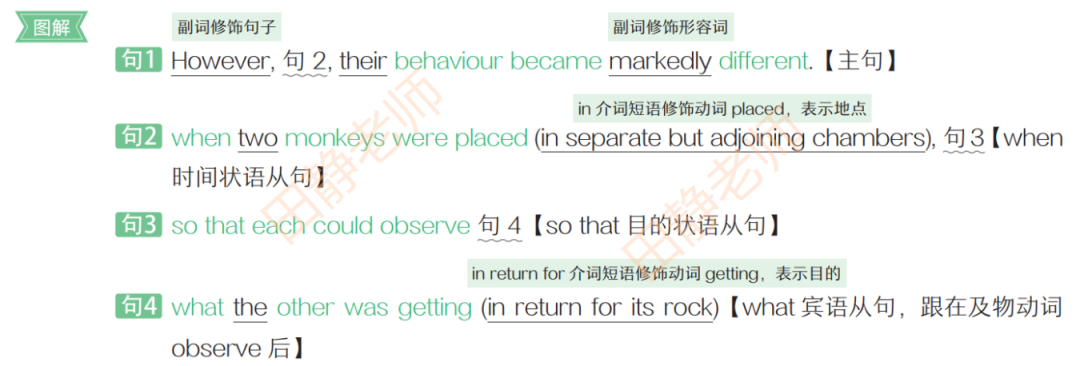 图解
副词修饰句子 副词修饰形容词
句1 However, 句 2, their behaviour became markedly different.【主句】
in 介词短语修饰动词 placed，表示地点
句2 when two monkeys were placed (in separate but adjoining chambers), 句 3【when
时间状语从句】
句3 so that each could observe 句 4【so that 目的状语从句】
in return for 介词短语修饰动词 getting，表示目的
句4 what the other was getting (in return for its rock)【what 宾语从句，跟在及物动词
observe 后】
田静老师
田静老师